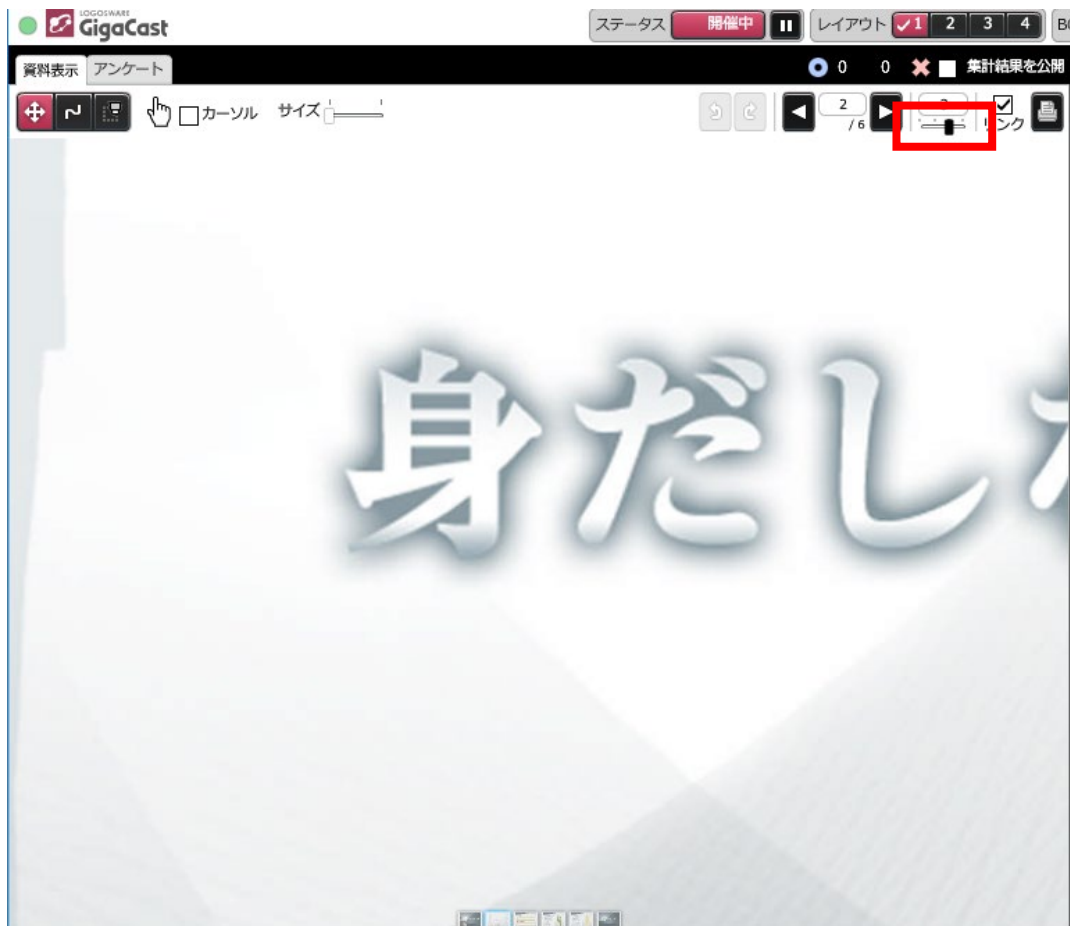 LOGOSWARE
GigaCast
ステータス 開催中 レイアウト 1 2 3 4
資料表示 アンケート 0 0 集計結果を公開
カーソル サイズ 2 / 6 リンク
身だし